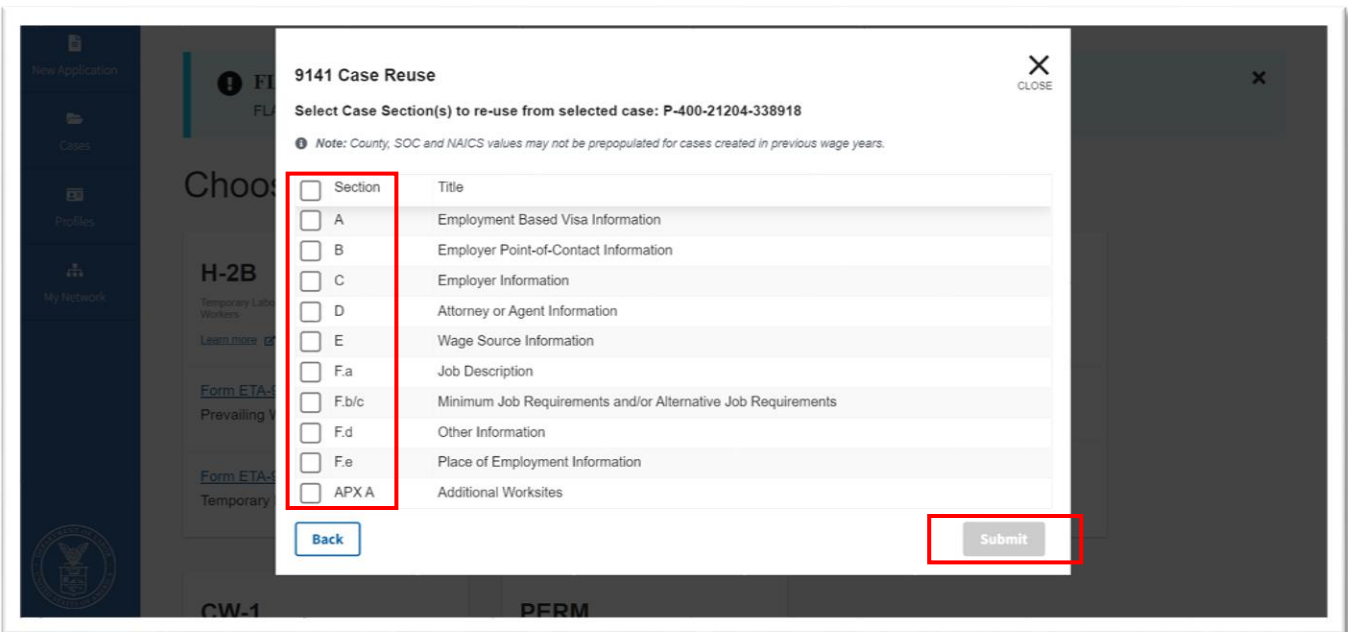 New Application
Cases
Profiles
My Network
FI
FLA
Choos
H-2B
Temporary Labo
Workers
Learn more
Form ETA-9
Prevailing W
Form ETA-9
Temporary
CW-1
PERM
9141 Case Reuse
CLOSE
Select Case Section(s) to re-use from selected case: P-400-21204-338918
Note: County, SOC and NAICS values may not be prepopulated for cases created in previous wage years.
Section Title
A Employment Based Visa Information
B Employer Point-of-Contact Information
C Employer Information
D Attorney or Agent Information
E Wage Source Information
F.a Job Description
F.b/c Minimum Job Requirements and/or Alternative Job Requirements
F.d Other Information
F.e Place of Employment Information
APX A Additional Worksites
Back
Submit